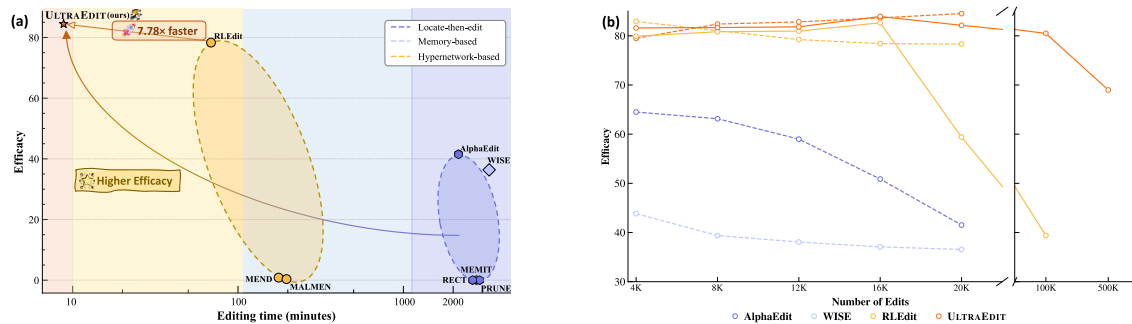 (a)
ULTRAEDIT(ours)
7.78× faster
RLEdit
Locate-then-edit
Memory-based
Hypernetwork-based
80
60
40
20
0
Efficacy
Higher Efficacy
AlphaEdit
WISE
MEND
MALMEN
MEMIT
RECT
PRUNE
10
100
1000
2000
Editing time (minutes)
(b)
80
70
60
50
40
30
Efficacy
4K
8K
12K
16K
20K
100K
500K
Number of Edits
AlphaEdit
WISE
RLEdit
ULTRAEDIT